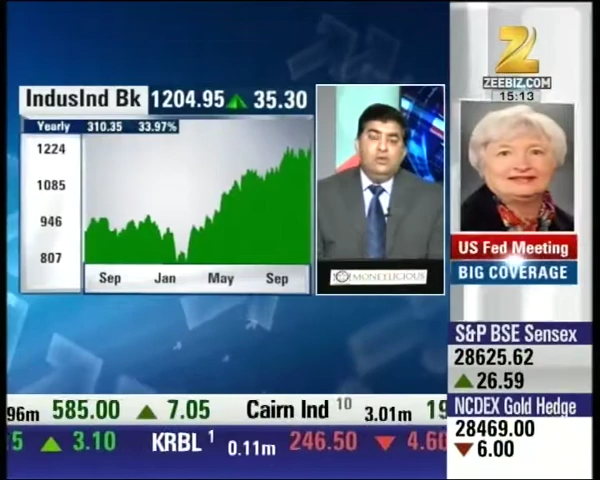 Z
ZEEBIZ.COM
15:13
IndusInd Bk 1204.95 ▲ 35.30
Yearly 310.35 33.97%
1224
1085
946
807
Sep Jan May Sep
MONEYLICIOUS
US Fed Meeting
BIG COVERAGE
S&P BSE Sensex
28625.62
▲ 26.59
NCDEX Gold Hedge
28469.00
▼ 6.00
96m 585.00 ▲ 7.05 Cairn Ind 10 3.01m 19
5 ▲ 3.10 KRBL 1 0.11m 246.50 ▼ 4.60